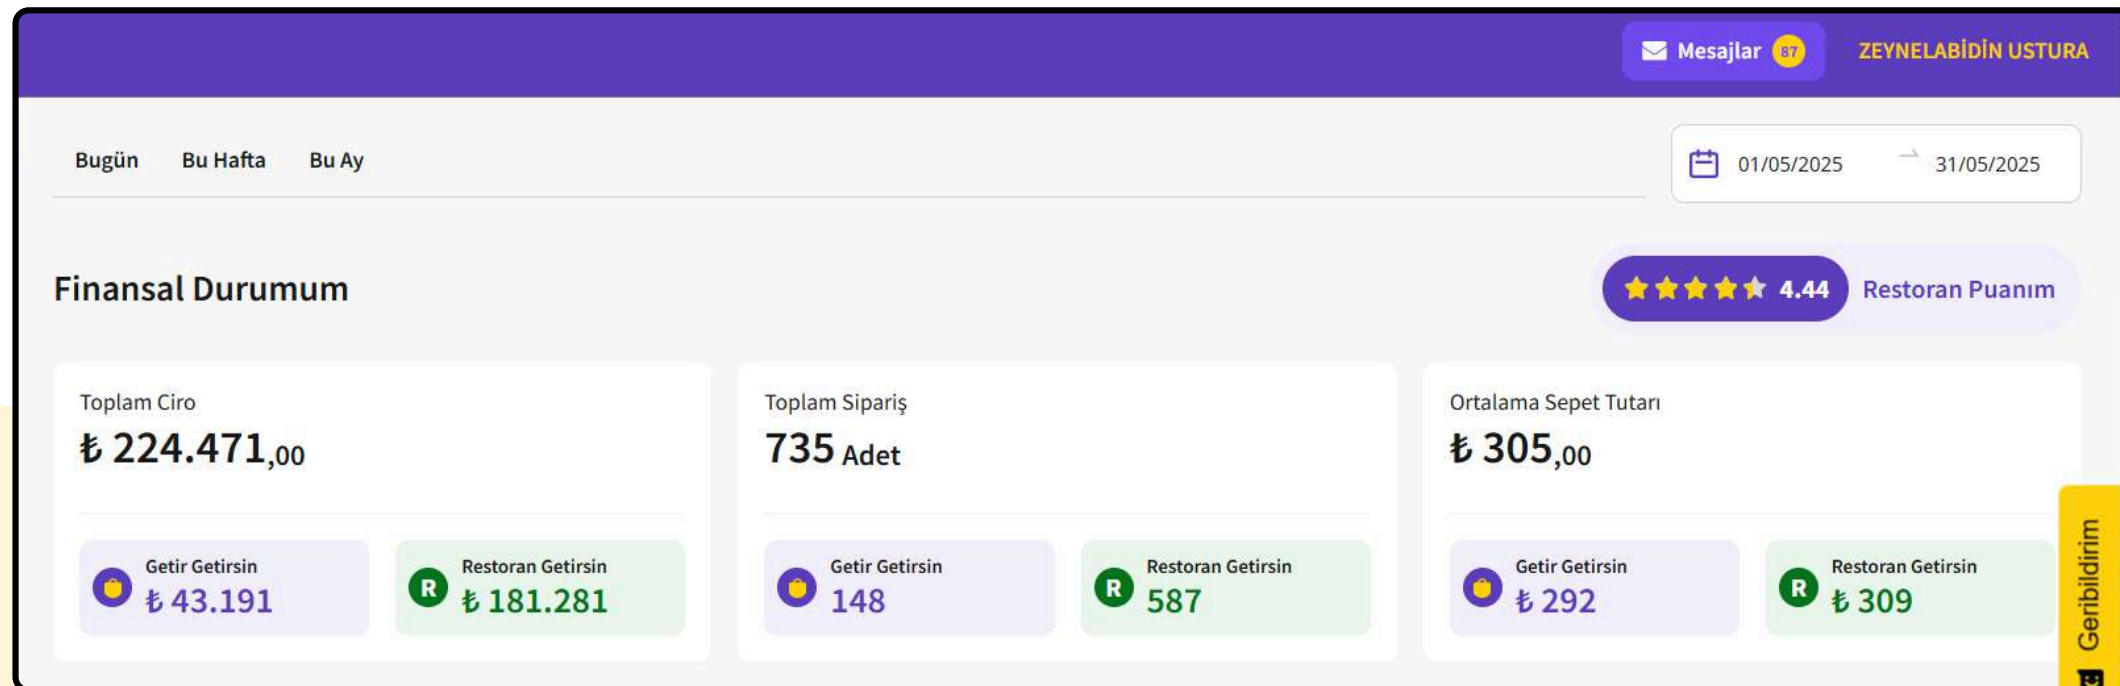 Mesajlar 87 ZEYNELABİDİN USTURA
Bugün Bu Hafta Bu Ay
01/05/2025 31/05/2025
Finansal Durumum
4.44 Restoran Puanım
Toplam Ciro
₺ 224.471,00
Getir Getirsin
₺ 43.191
R
Restoran Getirsin
₺ 181.281
Toplam Sipariş
735 Adet
Getir Getirsin
148
R
Restoran Getirsin
587
Ortalama Sepet Tutarı
₺ 305,00
Getir Getirsin
₺ 292
R
Restoran Getirsin
₺ 309
Geribildirim